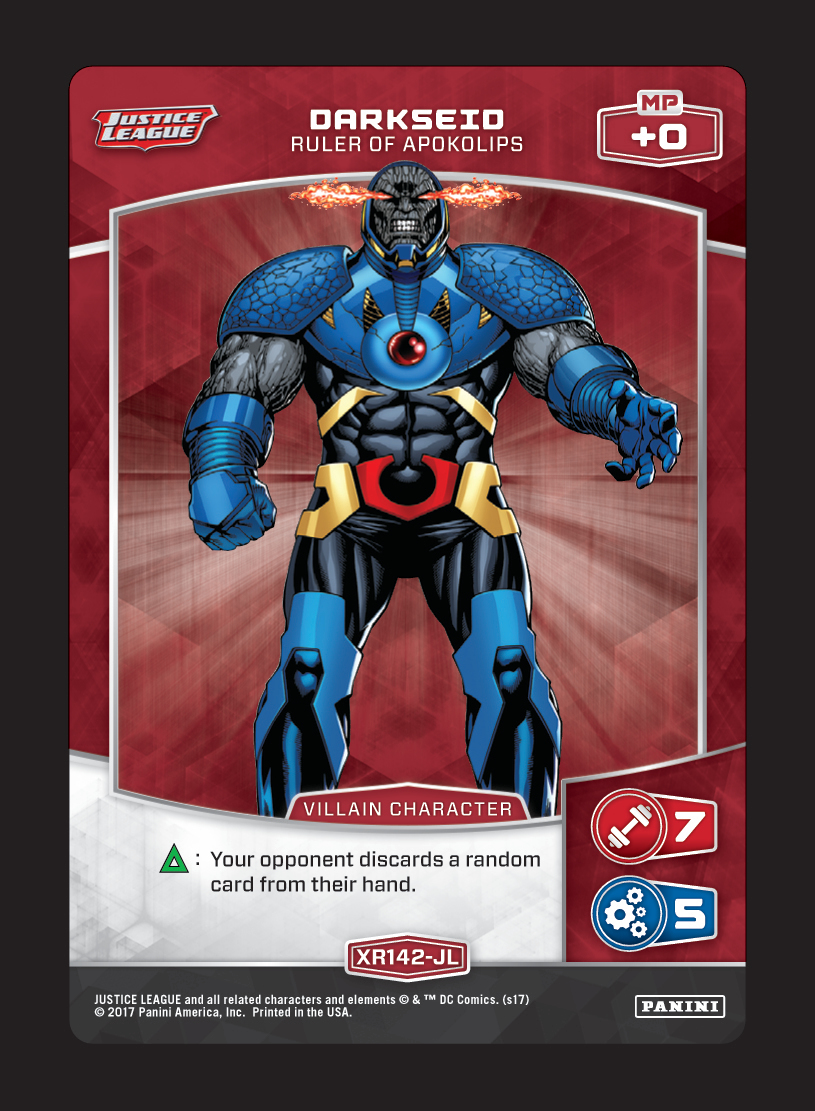 JUSTICE
LEAGUE
DARKSEID
RULER OF APOKOLIPS
MP
+0
VILLAIN CHARACTER
: Your opponent discards a random
card from their hand.
7
5
XR142-JL
JUSTICE LEAGUE and all related characters and elements © & ™ DC Comics. (s17)
© 2017 Panini America, Inc. Printed in the USA.
PANINI